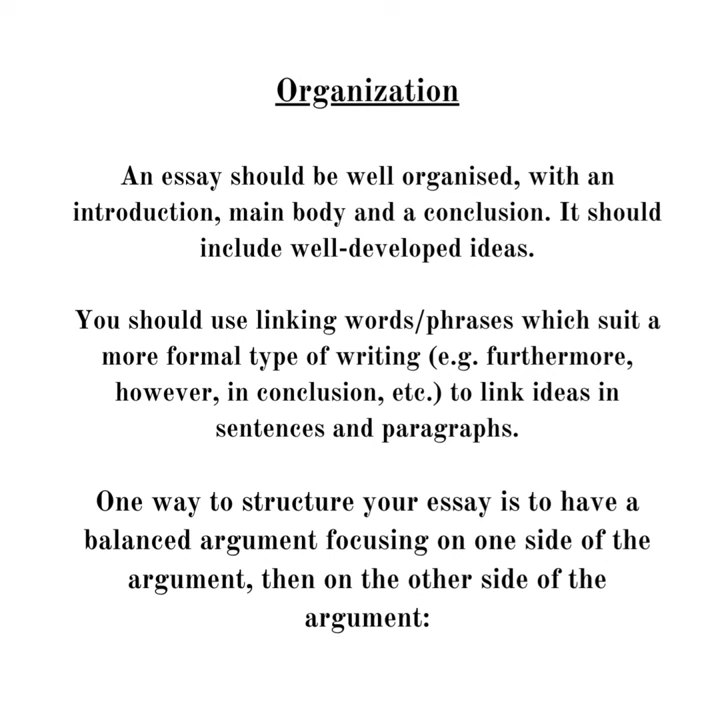 Organization
An essay should be well organised, with an
introduction, main body and a conclusion. It should
include well-developed ideas.
You should use linking words/phrases which suit a
more formal type of writing (e.g. furthermore,
however, in conclusion, etc.) to link ideas in
sentences and paragraphs.
One way to structure your essay is to have a
balanced argument focusing on one side of the
argument, then on the other side of the
argument: